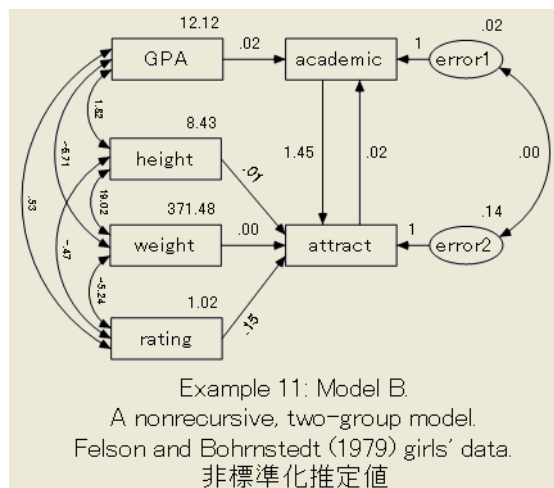 12.12
GPA
.02
academic
1
.02
error1
1.82
-6.71
8.43
height
1.45
.02
.00
.53
19.02
371.48
weight
.00
attract
1
.14
error2
-.47
-5.24
1.02
rating
Example 11: Model B.
A nonrecursive, two-group model.
Felson and Bohrnstedt (1979) girls' data.
非標準化推定値